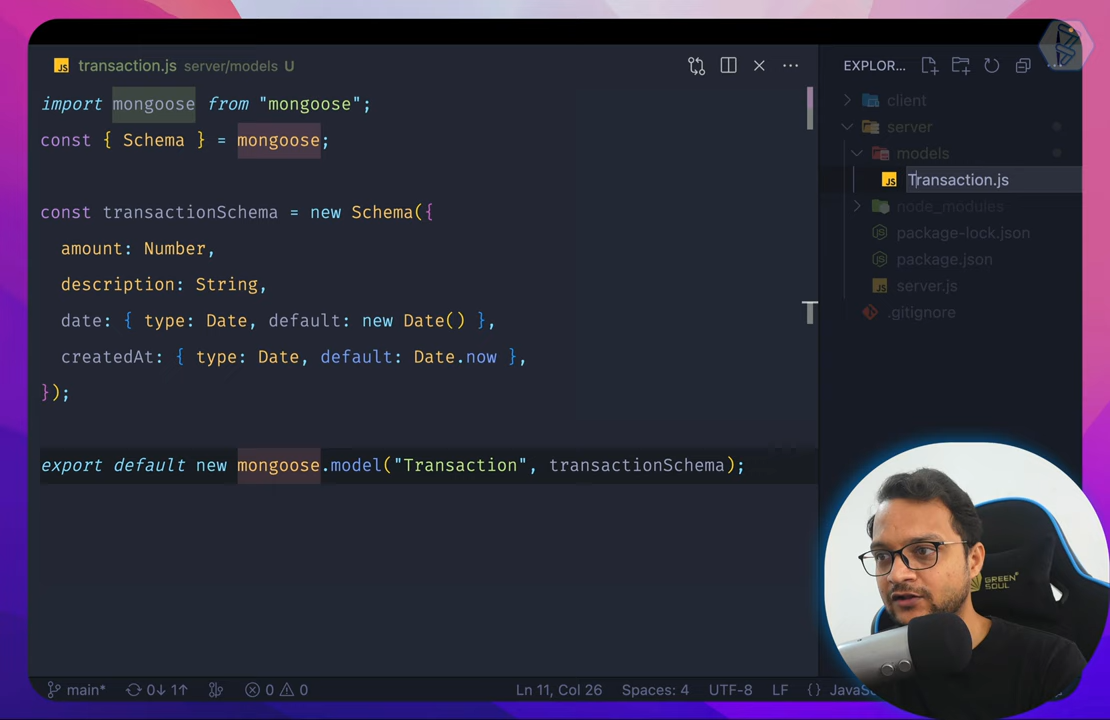 transaction.js server/models U
import mongoose from "mongoose";
const { Schema } = mongoose;
const transactionSchema = new Schema({
amount: Number,
description: String,
date: { type: Date, default: new Date() },
createdAt: { type: Date, default: Date.now },
});
export default new mongoose.model("Transaction", transactionSchema);
EXPLOR...
client
server
models
Transaction.js
node_modules
package-lock.json
package.json
server.js
.gitignore
GREEN
SOUL
main* 0↓ 1↑ 0 0 Ln 11, Col 26 Spaces: 4 UTF-8 LF {}